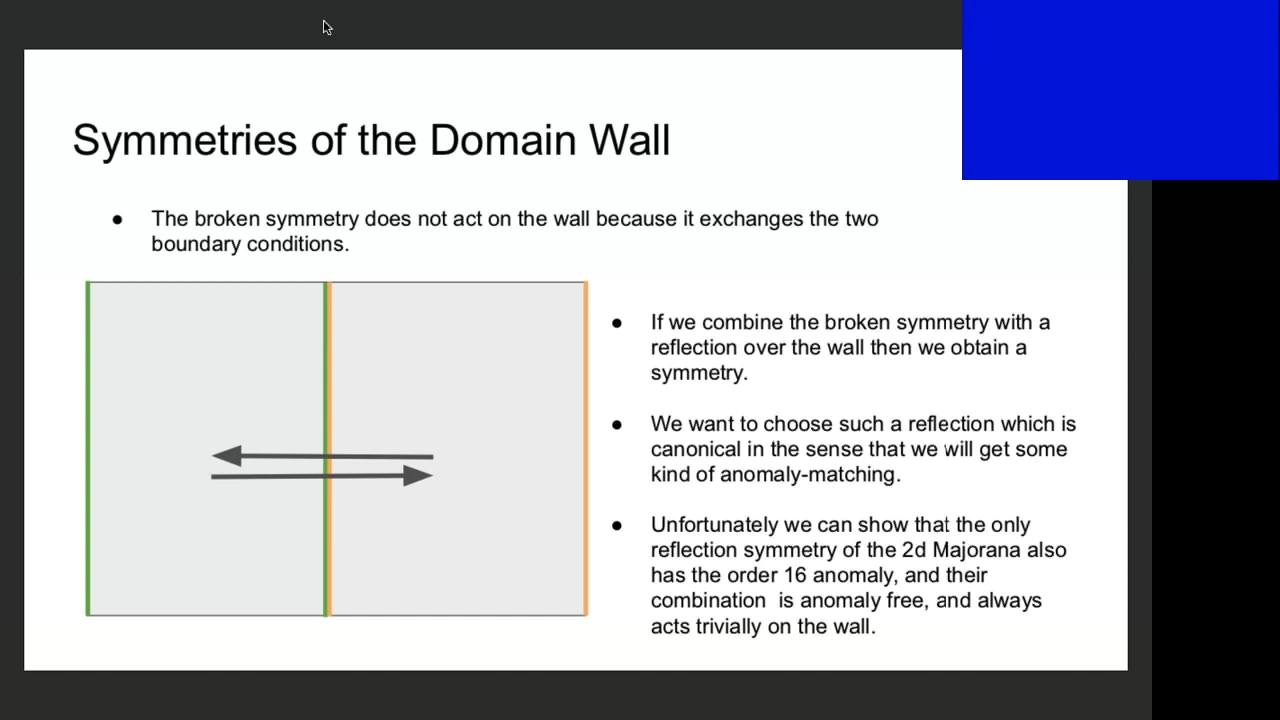 Symmetries of the Domain Wall
● The broken symmetry does not act on the wall because it exchanges the two
boundary conditions.
● If we combine the broken symmetry with a
reflection over the wall then we obtain a
symmetry.
● We want to choose such a reflection which is
canonical in the sense that we will get some
kind of anomaly-matching.
● Unfortunately we can show that the only
reflection symmetry of the 2d Majorana also
has the order 16 anomaly, and their
combination  is anomaly free, and always
acts trivially on the wall.